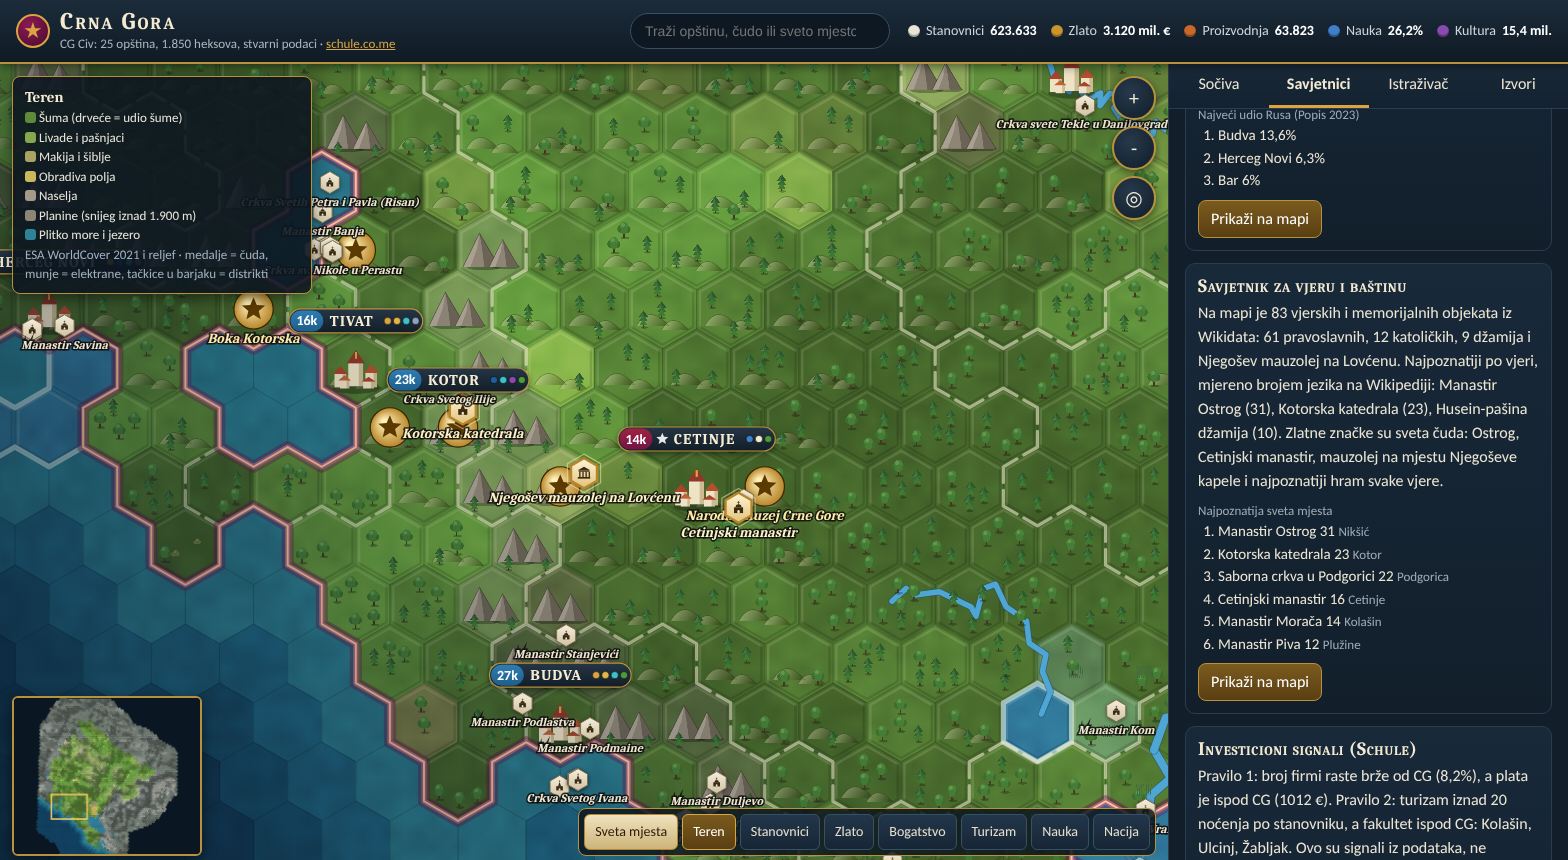 Crna Gora
CG Civ: 25 opština, 1.850 heksova, stvarni podaci · schule.co.me
Traži opštinu, čudo ili sveto mjesto
Stanovnici 623.633
Zlato 3.120 mil. €
Proizvodnja 63.823
Nauka 26,2%
Kultura 15,4 mil.
Teren
Šuma (drveće = udio šume)
Livade i pašnjaci
Makija i šiblje
Obradiva polja
Naselja
Planine (snijeg iznad 1.900 m)
Plitko more i jezero
ESA WorldCover 2021 i reljef · medalje = čuda,
munje = elektrane, tačkice u barjaku = distrikti
HERCEG NOVI
Crkva svete Tekle u Danilovgrad
+
-
◎
Crkva Svetih Petra i Pavla (Risan)
Manastir Banja
Crkva sv. Nikole u Perastu
Manastir Savina
Boka Kotorska
16k TIVAT
23k KOTOR
Crkva Svetog Ilije
Kotorska katedrala
14k CETINJE
Njegošev mauzolej na Lovćenu
Muzej Crne Gore
Cetinjski manastir
Manastir Stanjevići
27k BUDVA
Manastir Podlastva
Manastir Podmaine
Manastir Kom
Crkva Svetog Ivana
Manastir Duljevo
Sveta mjesta
Teren
Stanovnici
Zlato
Bogatstvo
Turizam
Nauka
Nacija
Sočiva
Savjetnici
Istraživač
Izvori
Najveći udio Rusa (Popis 2023)
1. Budva 13,6%
2. Herceg Novi 6,3%
3. Bar 6%
Prikaži na mapi
Savjetnik za vjeru i baštinu
Na mapi je 83 vjerskih i memorijalnih objekata iz
Wikidata: 61 pravoslavnih, 12 katoličkih, 9 džamija i
Njegošev mauzolej na Lovćenu. Najpoznatiji po vjeri,
mjereno brojem jezika na Wikipediji: Manastir
Ostrog (31), Kotorska katedrala (23), Husein-pašina
džamija (10). Zlatne značke su sveta čuda: Ostrog,
Cetinjski manastir, mauzolej na mjestu Njegoševe
kapele i najpoznatiji hram svake vjere.
Najpoznatija sveta mjesta
1. Manastir Ostrog 31 Nikšić
2. Kotorska katedrala 23 Kotor
3. Saborna crkva u Podgorici 22 Podgorica
4. Cetinjski manastir 16 Cetinje
5. Manastir Morača 14 Kolašin
6. Manastir Piva 12 Plužine
Prikaži na mapi
Investicioni signali (Schule)
Pravilo 1: broj firmi raste brže od CG (8,2%), a plata
je ispod CG (1012 €). Pravilo 2: turizam iznad 20
noćenja po stanovniku, a fakultet ispod CG: Kolašin,
Ulcinj, Žabljak. Ovo su signali iz podataka, ne